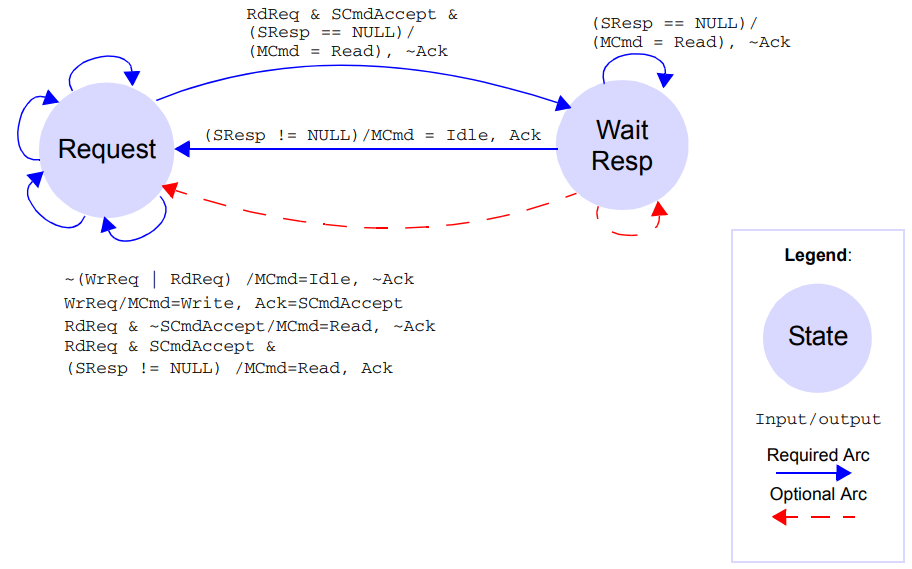 RdReq & SCmdAccept &
(SResp == NULL)/
(MCmd = Read), ~Ack
(SResp == NULL)/
(MCmd = Read), ~Ack
Request
(SResp != NULL)/MCmd = Idle, Ack
Wait
Resp
~(WrReq | RdReq) /MCmd=Idle, ~Ack
WrReq/MCmd=Write, Ack=SCmdAccept
RdReq & ~SCmdAccept/MCmd=Read, ~Ack
RdReq & SCmdAccept &
(SResp != NULL) /MCmd=Read, Ack
Legend:
State
Input/output
Required Arc
Optional Arc